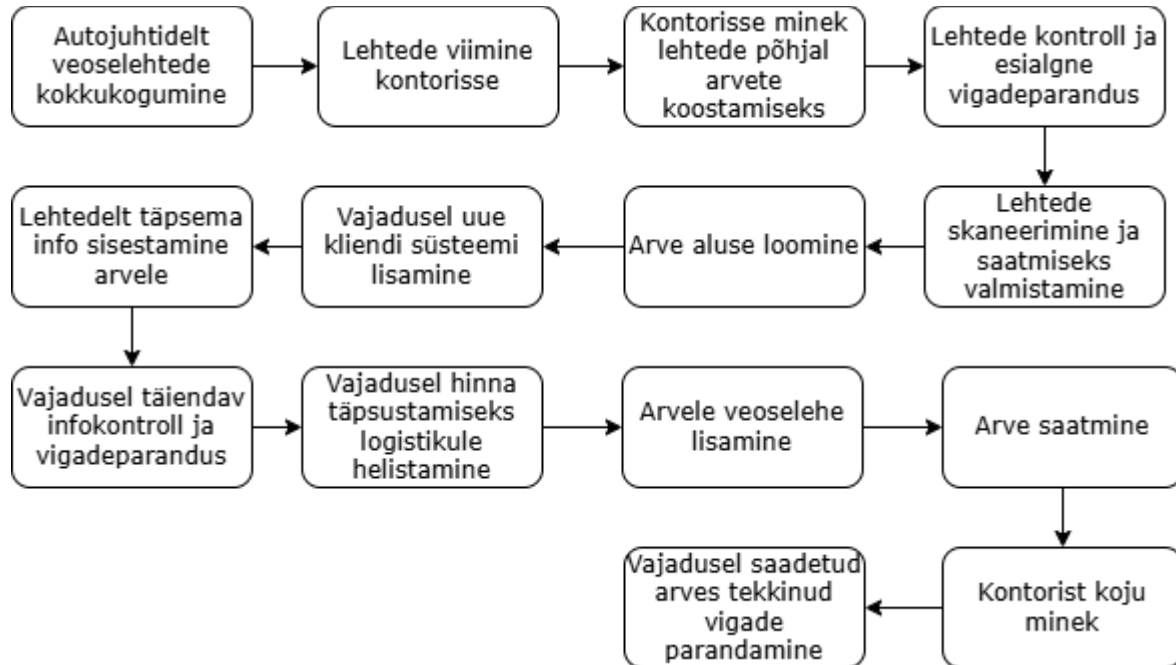 Autojuhtidelt
veoselehtede
kokkukogumine
Lehtede viimine
kontorisse
Kontorisse minek
lehtede põhjal
arvete
koostamiseks
Lehtede kontroll ja
esialgne
vigadeparandus
Lehtede
skaneerimine ja
saatmiseks
valmistamine
Arve aluse loomine
Vajadusel uue
kliendi süsteemi
lisamine
Lehtedelt täpsema
info sisestamine
arvele
Vajadusel täiendav
infokontroll ja
vigadeparandus
Vajadusel hinna
täpsustamiseks
logistikule
helistamine
Arvele veoselehe
lisamine
Arve saatmine
Kontorist koju
minek
Vajadusel saadetud
arves tekkinud
vigade
parandamine